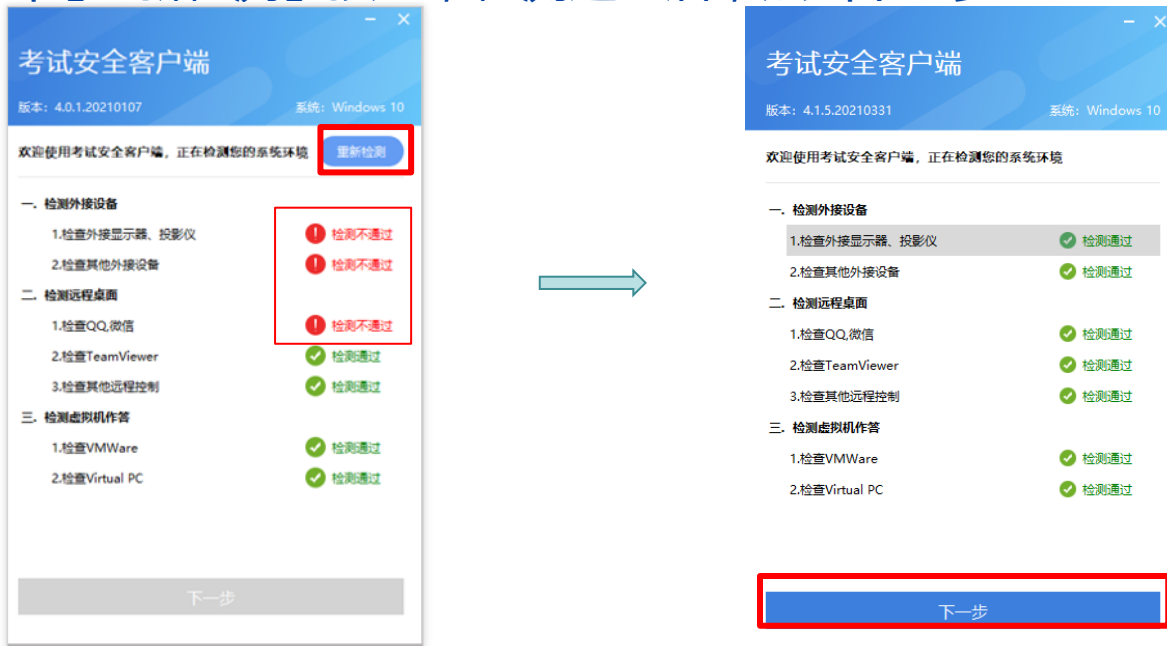 考试安全客户端
版本：4.0.1.20210107 系统：Windows 10
欢迎使用考试安全客户端，正在检测您的系统环境 重新检测
一. 检测外接设备
1.检查外接显示器、投影仪 检测不通过
2.检查其他外接设备 检测不通过
二. 检测远程桌面
1.检查QQ,微信 检测不通过
2.检查TeamViewer 检测通过
3.检查其他远程控制 检测通过
三. 检测虚拟机作答
1.检查VMWare 检测通过
2.检查Virtual PC 检测通过
下一步
考试安全客户端
版本：4.1.5.20210331 系统：Windows 10
欢迎使用考试安全客户端，正在检测您的系统环境
一. 检测外接设备
1.检查外接显示器、投影仪 检测通过
2.检查其他外接设备 检测通过
二. 检测远程桌面
1.检查QQ,微信 检测通过
2.检查TeamViewer 检测通过
3.检查其他远程控制 检测通过
三. 检测虚拟机作答
1.检查VMWare 检测通过
2.检查Virtual PC 检测通过
下一步